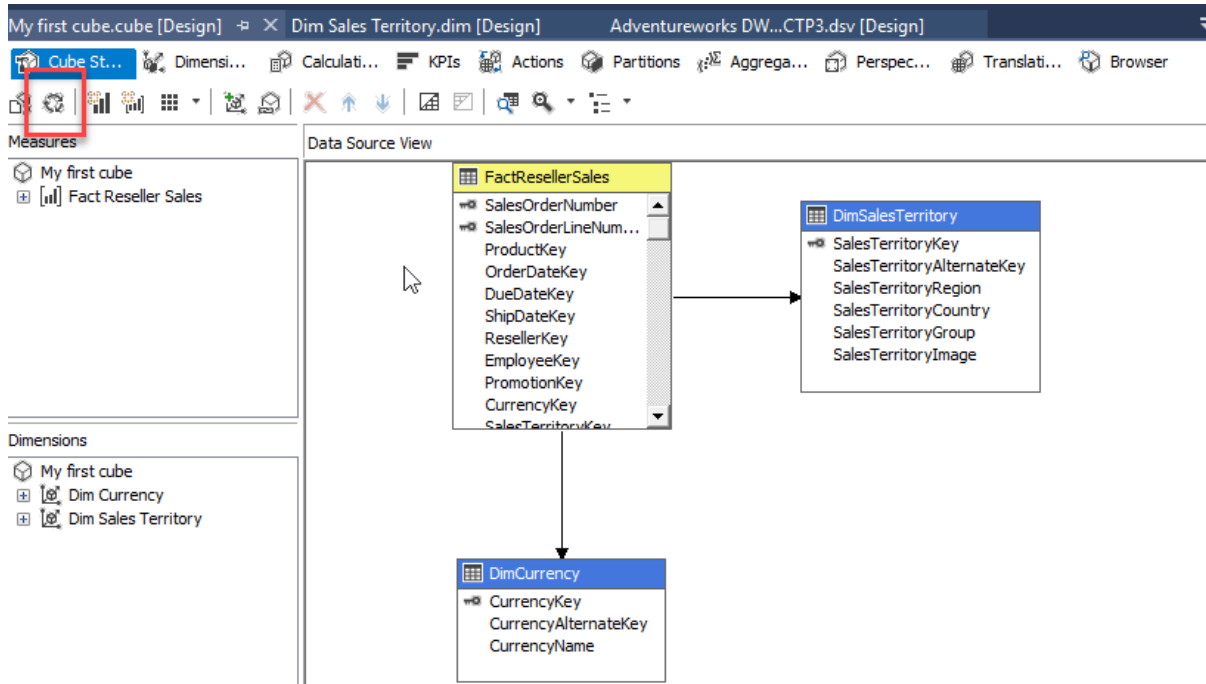 My first cube.cube [Design] Dim Sales Territory.dim [Design] Adventureworks DW...CTP3.dsv [Design]
Cube St... Dimensi... Calculati... KPIs Actions Partitions Aggrega... Perspec... Translati... Browser
Measures
My first cube
Fact Reseller Sales
Dimensions
My first cube
Dim Currency
Dim Sales Territory
Data Source View
FactResellerSales
SalesOrderNumber
SalesOrderLineNum...
ProductKey
OrderDateKey
DueDateKey
ShipDateKey
ResellerKey
EmployeeKey
PromotionKey
CurrencyKey
SalesTerritoryKey
DimSalesTerritory
SalesTerritoryKey
SalesTerritoryAlternateKey
SalesTerritoryRegion
SalesTerritoryCountry
SalesTerritoryGroup
SalesTerritoryImage
DimCurrency
CurrencyKey
CurrencyAlternateKey
CurrencyName